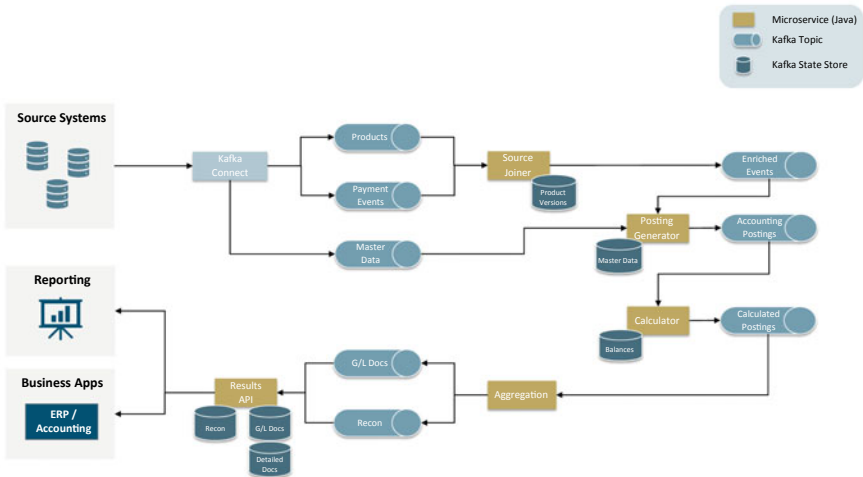 Microservice (Java)
Kafka Topic
Kafka State Store
Source Systems
Kafka
Connect
Products
Payment
Events
Master
Data
Source
Joiner
Product
Versions
Enriched
Events
Posting
Generator
Master Data
Accounting
Postings
Calculator
Balances
Calculated
Postings
Reporting
Business Apps
ERP /
Accounting
Results
API
Recon
G/L Docs
Detailed
Docs
G/L Docs
Recon
Aggregation